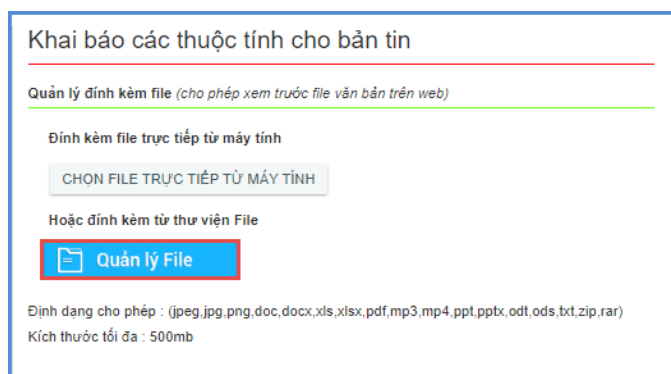 Khai báo các thuộc tính cho bản tin
Quản lý đính kèm file (cho phép xem trước file văn bản trên web)
Đính kèm file trực tiếp từ máy tính
CHỌN FILE TRỰC TIẾP TỪ MÁY TÍNH
Hoặc đính kèm từ thư viện File
Quản lý File
Định dạng cho phép : (jpeg,jpg,png,doc,docx,xls,xlsx,pdf,mp3,mp4,ppt,pptx,odt,ods,txt,zip,rar)
Kích thước tối đa : 500mb